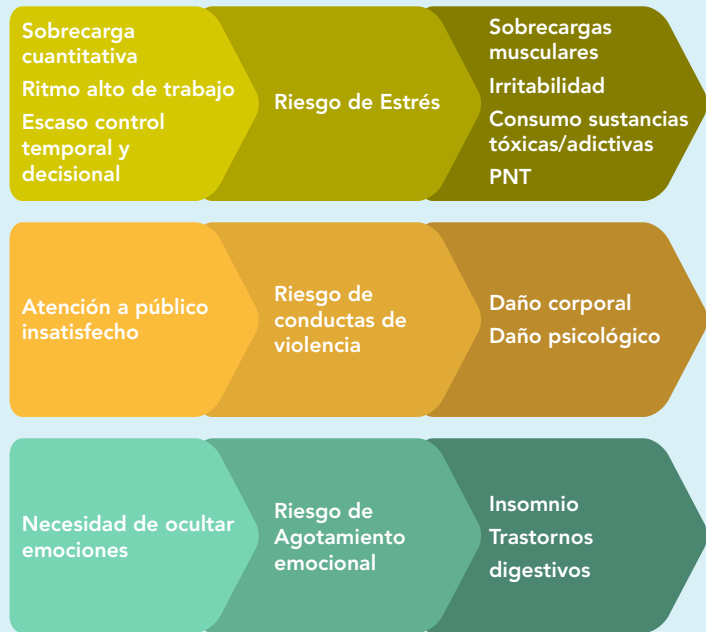 Sobrecarga
cuantitativa
Ritmo alto de trabajo
Escaso control
temporal y
decisional
Riesgo de Estrés
Sobrecargas
musculares
Irritabilidad
Consumo sustancias
tóxicas/adictivas
PNT
Atención a público
insatisfecho
Riesgo de
conductas de
violencia
Daño corporal
Daño psicológico
Necesidad de ocultar
emociones
Riesgo de
Agotamiento
emocional
Insomnio
Trastornos
digestivos